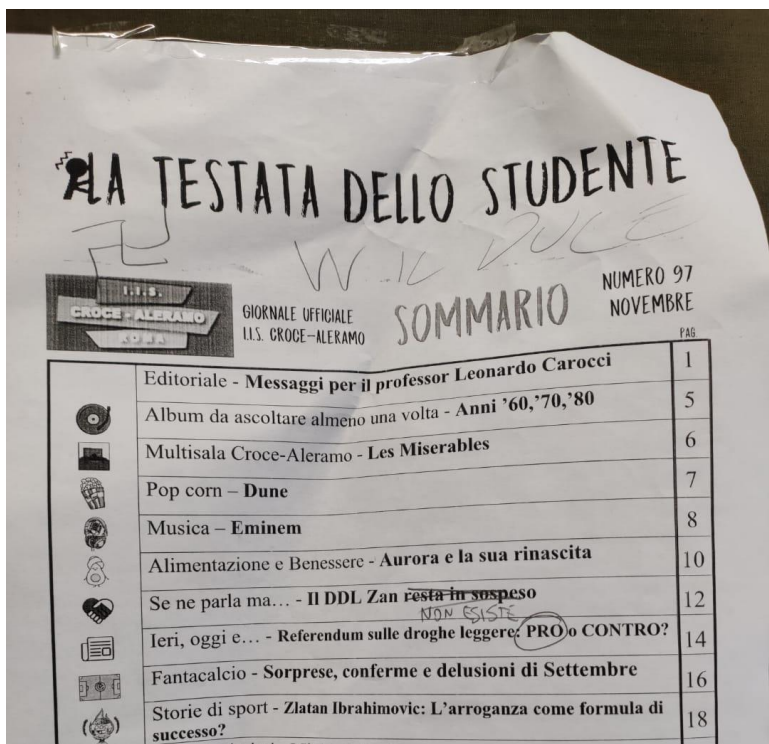 LA TESTATA DELLO STUDENTE
W IL DUCE
I.I.S.
CROCE - ALERAMO
ROMA
GIORNALE UFFICIALE
I.I.S. CROCE-ALERAMO
SOMMARIO
NUMERO 97
NOVEMBRE
PAG.
Editoriale - Messaggi per il professor Leonardo Carocci 1
Album da ascoltare almeno una volta - Anni '60,'70,'80 5
Multisala Croce-Aleramo - Les Miserables 6
Pop corn – Dune 7
Musica – Eminem 8
Alimentazione e Benessere - Aurora e la sua rinascita 10
Se ne parla ma… - Il DDL Zan resta in sospeso 12
NON ESISTE
Ieri, oggi e… - Referendum sulle droghe leggere: PRO o CONTRO? 14
Fantacalcio - Sorprese, conferme e delusioni di Settembre 16
Storie di sport - Zlatan Ibrahimovic: L'arroganza come formula di
successo? 18